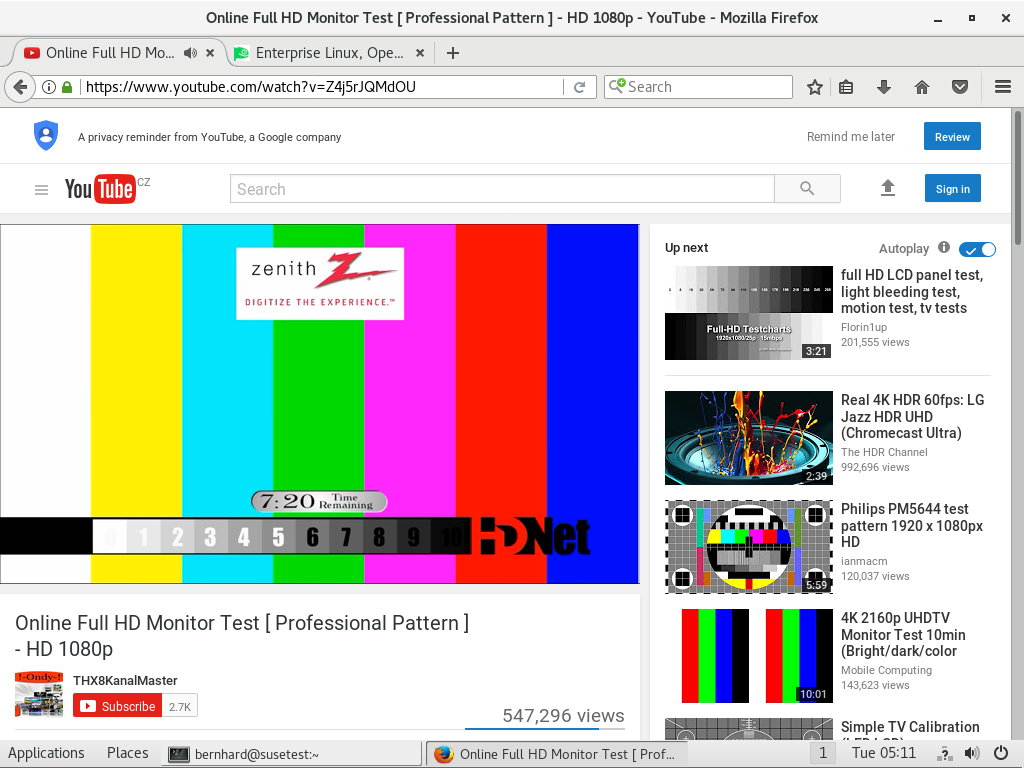 Online Full HD Monitor Test [ Professional Pattern ] - HD 1080p - YouTube - Mozilla Firefox
Online Full HD Mo...
Enterprise Linux, Ope...
https://www.youtube.com/watch?v=Z4j5rJQMdOU
Search
A privacy reminder from YouTube, a Google company
Remind me later
Review
YouTube CZ
Search
Sign in
zenith
DIGITIZE THE EXPERIENCE.™
7:20 Time Remaining
0 1 2 3 4 5 6 7 8 9 10 HDNet
Online Full HD Monitor Test [ Professional Pattern ]
- HD 1080p
!-Ondy-!
THX8KanalMaster
Subscribe 2.7K
547,296 views
Up next
Autoplay
Full-HD Testcharts
1920x1080/25p 15mbps
3:21
full HD LCD panel test,
light bleeding test,
motion test, tv tests
Florin1up
201,555 views
2:39
Real 4K HDR 60fps: LG
Jazz HDR UHD
(Chromecast Ultra)
The HDR Channel
992,696 views
5:59
Philips PM5644 test
pattern 1920 x 1080px
HD
ianmacm
120,037 views
10:01
4K 2160p UHDTV
Monitor Test 10min
(Bright/dark/color
Mobile Computing
143,623 views
Simple TV Calibration
(LED LCD)
Applications
Places
bernhard@susetest:~
Online Full HD Monitor Test [ Prof...
1
Tue 05:11